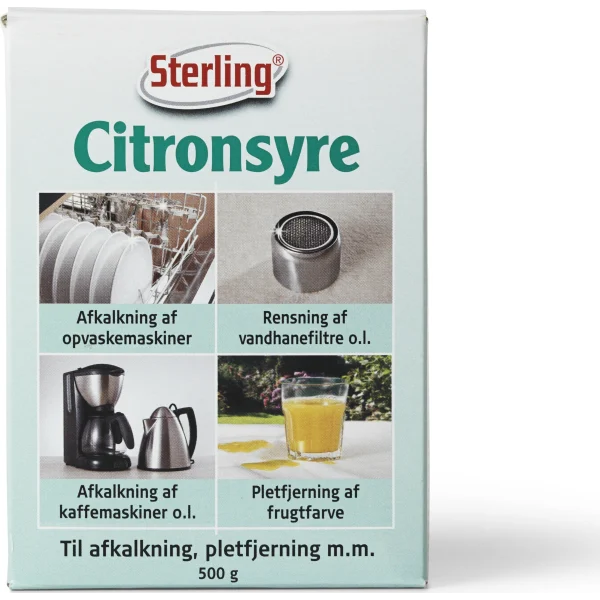 Sterling®
Citronsyre
Afkalkning af
opvaskemaskiner
Rensning af
vandhanefiltre o.l.
Afkalkning af
kaffemaskiner o.l.
Pletfjerning af
frugtfarve
Til afkalkning, pletfjerning m.m.
500 g